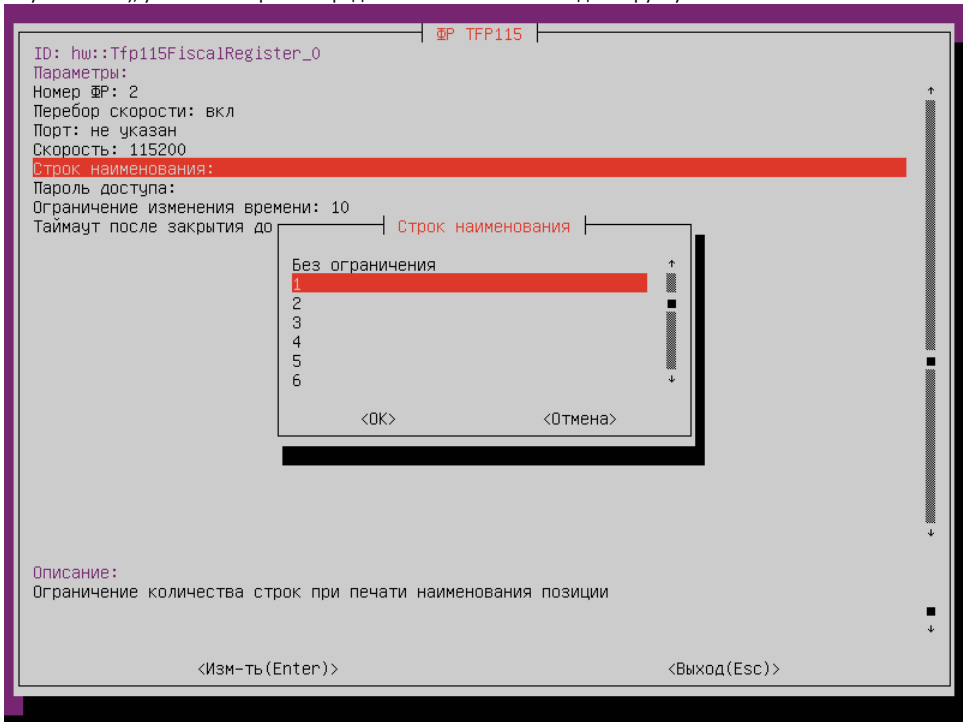 ФР TFP115
ID: hw::Tfp115FiscalRegister_0
Параметры:
Номер ФР: 2
Перебор скорости: вкл
Порт: не указан
Скорость: 115200
Строк наименования:
Пароль доступа:
Ограничение изменения времени: 10
Таймаут после закрытия до
Строк наименования
Без ограничения
1
2
3
4
5
6
<OK> <Отмена>
Описание:
Ограничение количества строк при печати наименования позиции
<Изм-ть(Enter)> <Выход(Esc)>